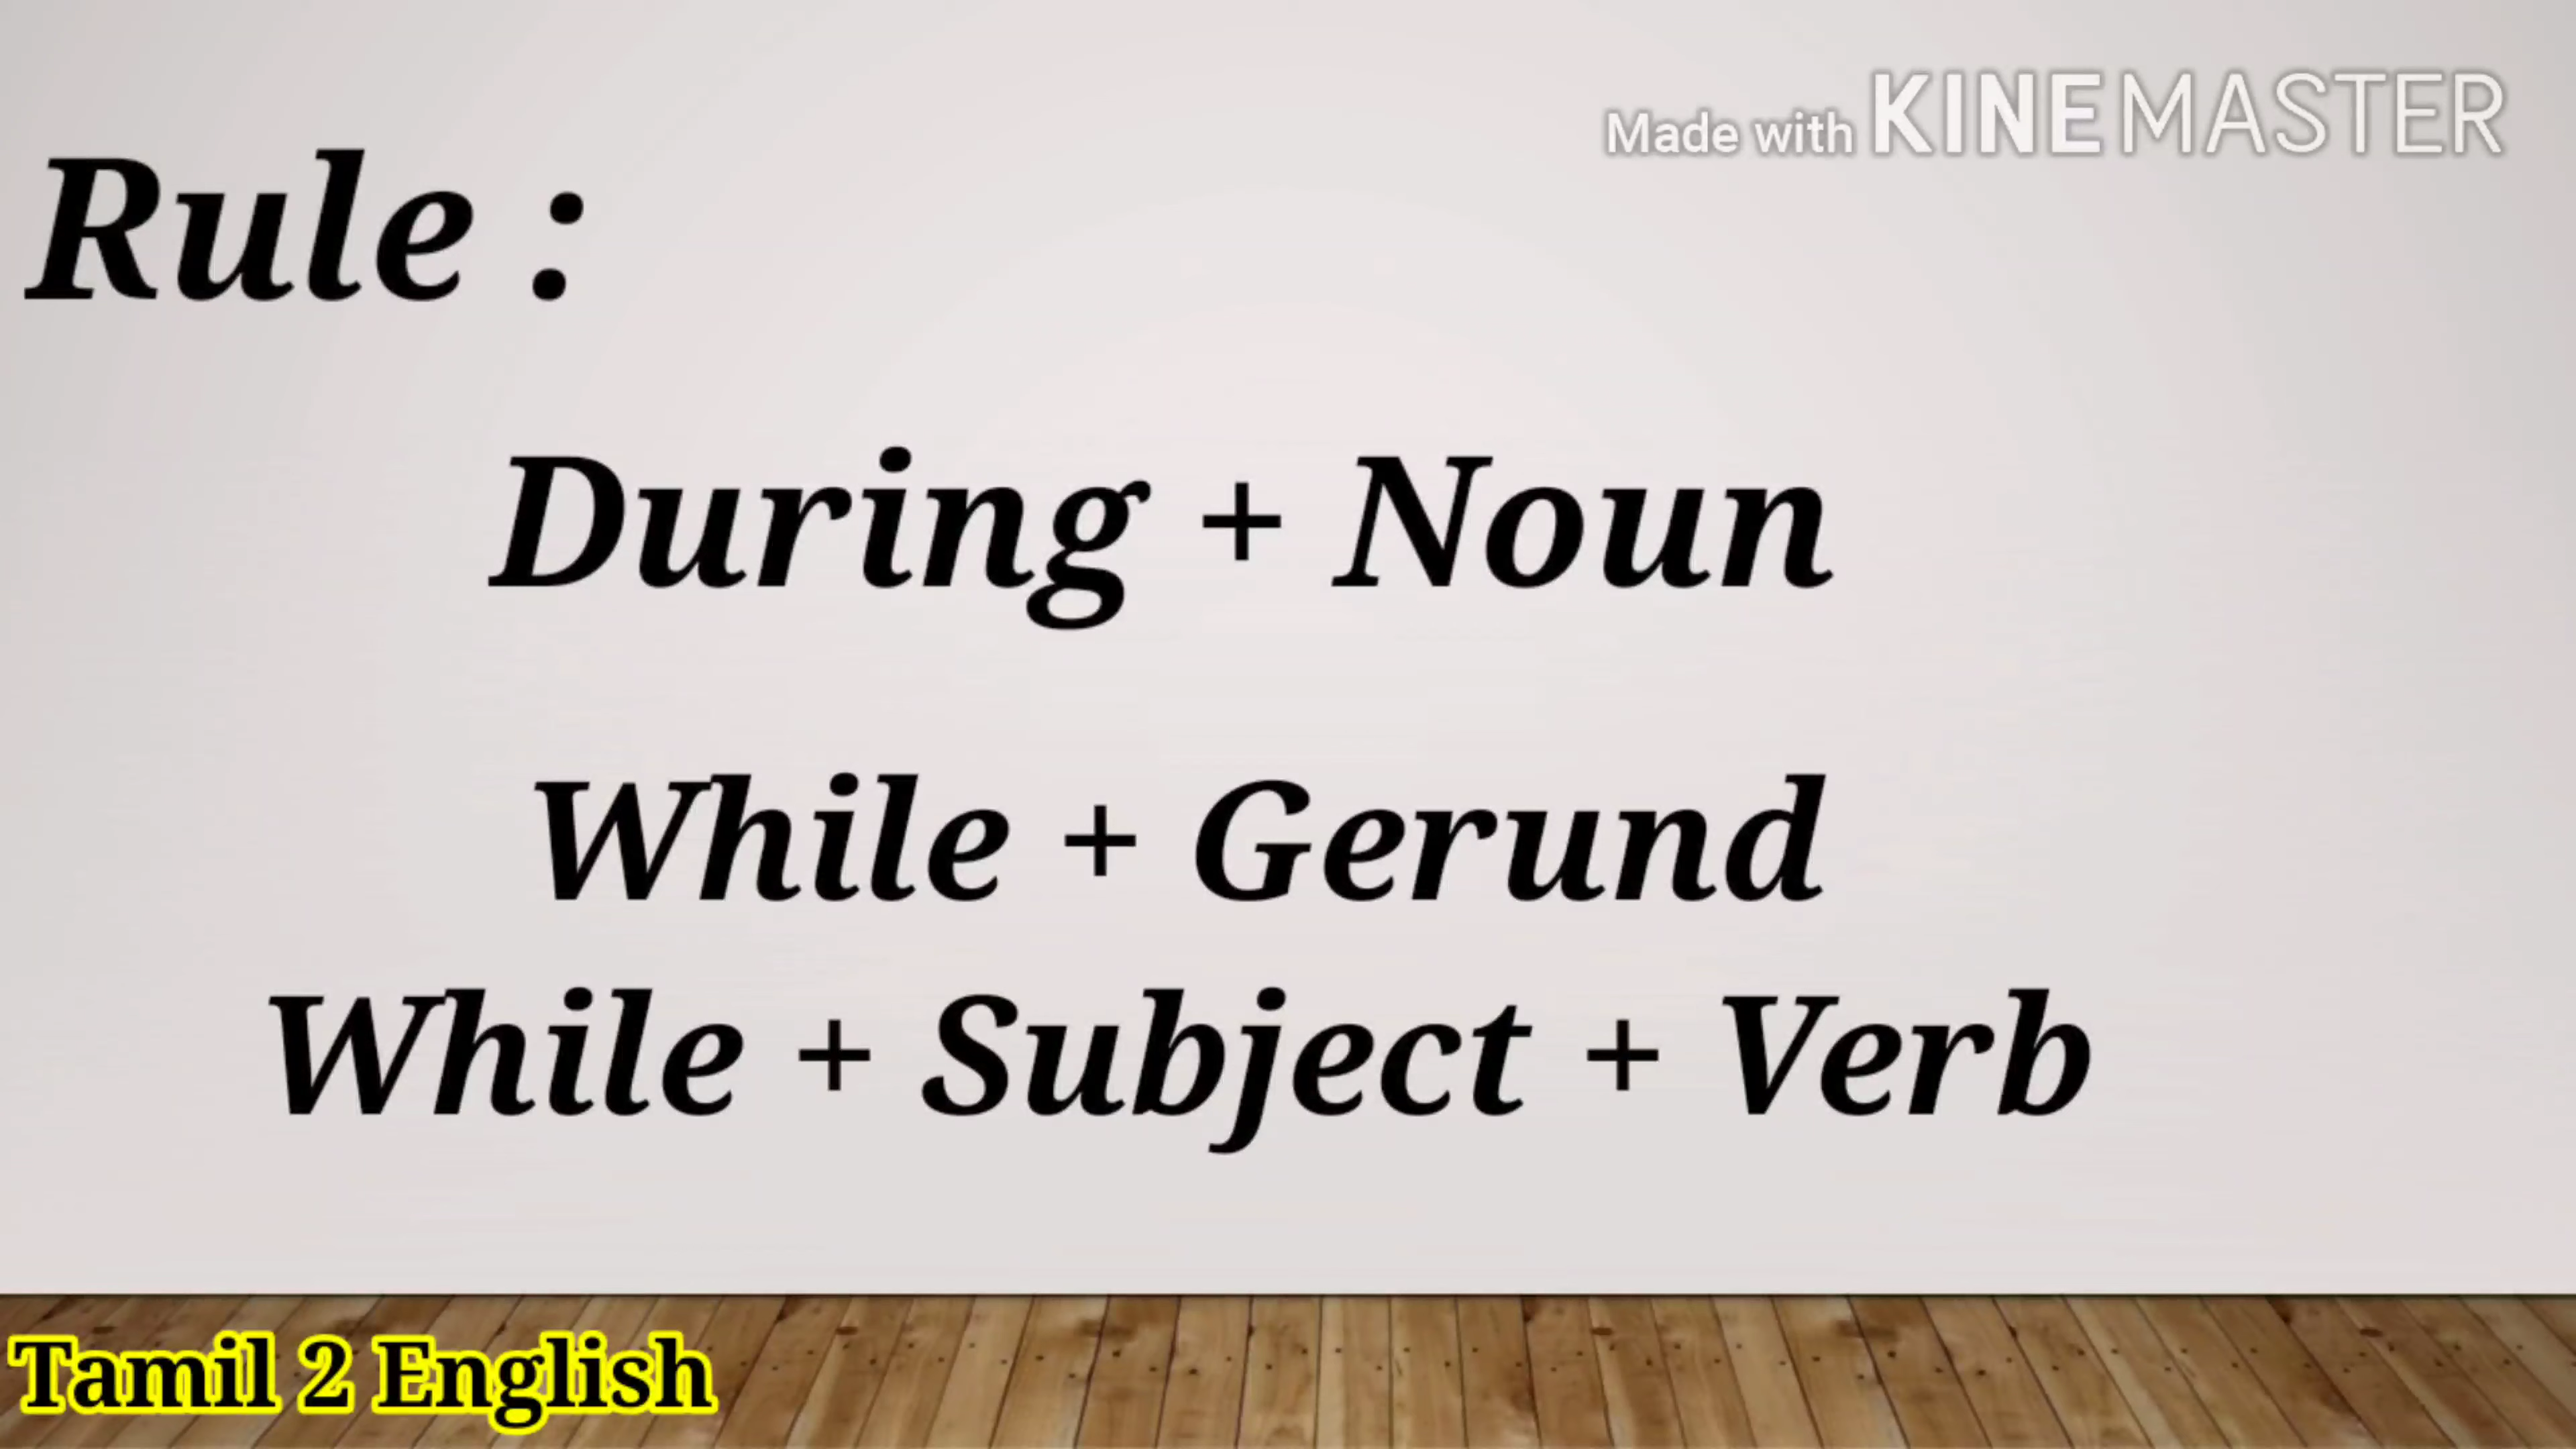 Made with KINEMASTER
Rule :
During + Noun
While + Gerund
While + Subject + Verb
Tamil 2 English